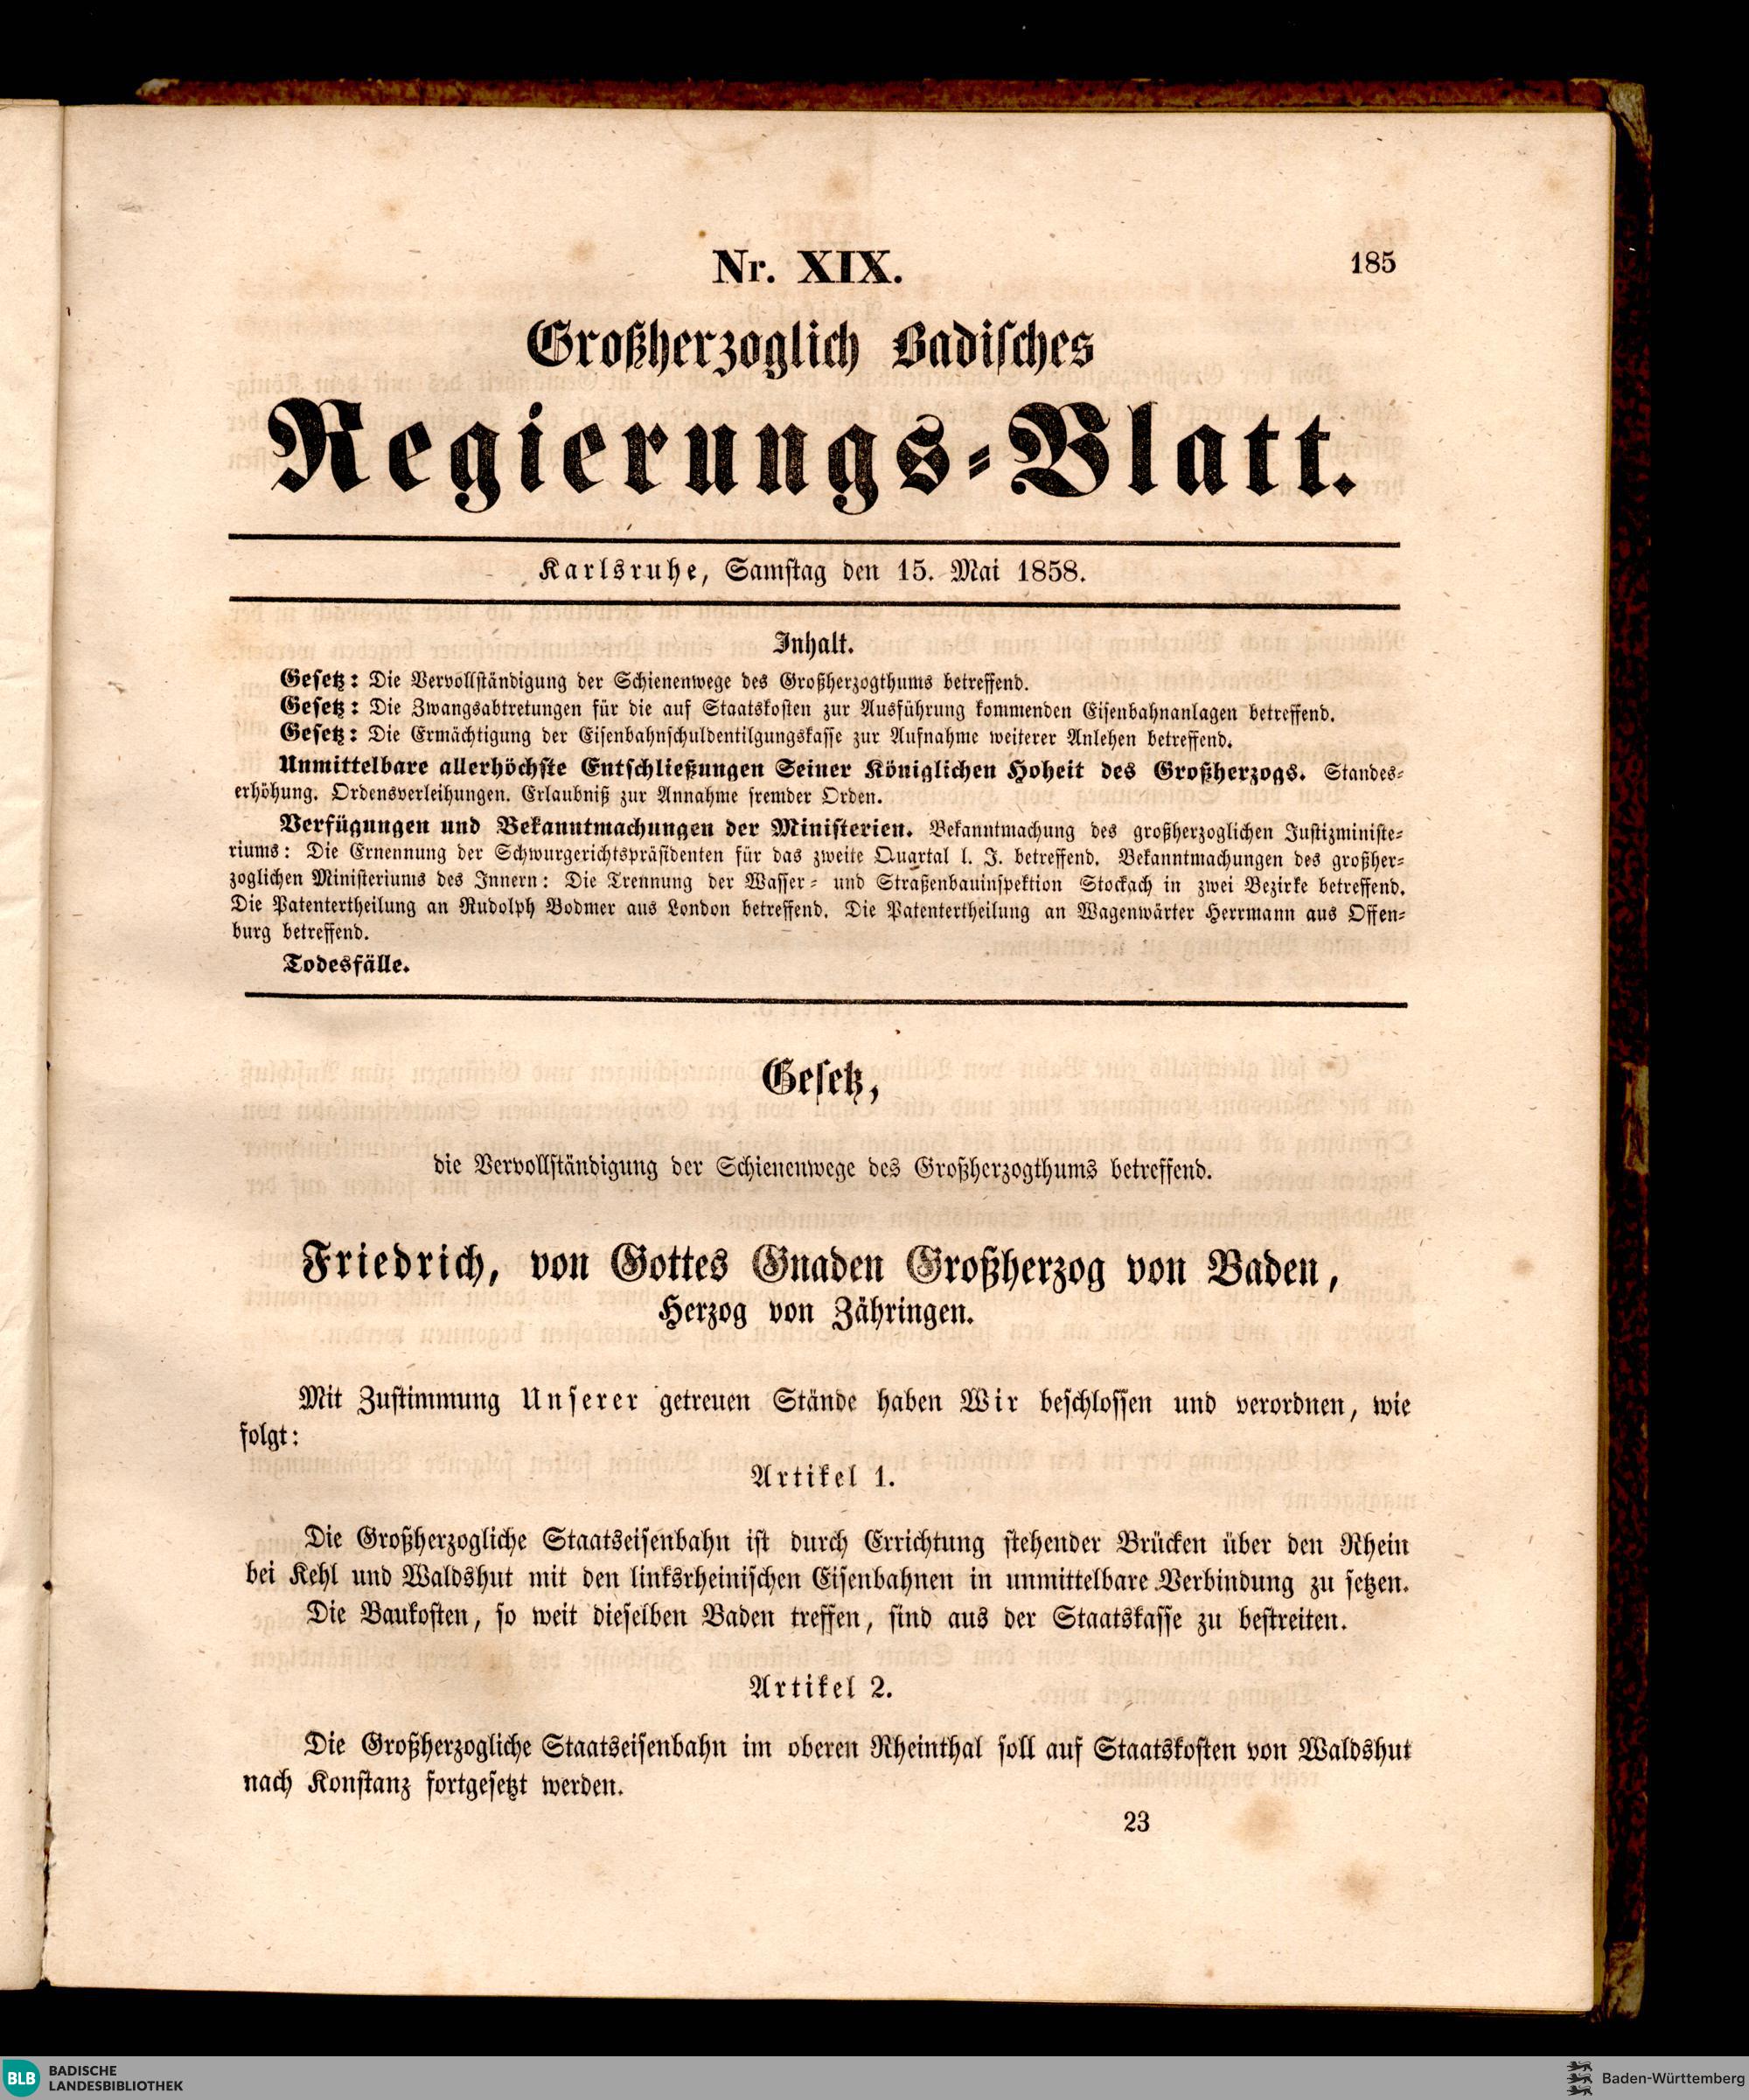 Nr. XIX.
185
Großherzoglich Badisches
Regierungs-Blatt.
Karlsruhe, Samstag den 15. Mai 1858.
Inhalt.
Gesetz: Die Vervollständigung der Schienenwege des Großherzogthums betreffend.
Gesetz: Die Zwangsabtretungen für die auf Staatskosten zur Ausführung kommenden Eisenbahnanlagen betreffend.
Gesetz: Die Ermächtigung der Eisenbahnschuldentilgungskasse zur Aufnahme weiterer Anlehen betreffend.
Unmittelbare allerhöchste Entschließungen Seiner Königlichen Hoheit des Großherzogs. Standes-
erhöhung. Ordensverleihungen. Erlaubniß zur Annahme fremder Orden.
Verfügungen und Bekanntmachungen der Ministerien. Bekanntmachung des großherzoglichen Justizministe-
riums: Die Ernennung der Schwurgerichtspräsidenten für das zweite Quartal l. J. betreffend. Bekanntmachungen des großher-
zoglichen Ministeriums des Innern: Die Trennung der Wasser- und Straßenbauinspektion Stockach in zwei Bezirke betreffend.
Die Patentertheilung an Rudolph Bodmer aus London betreffend. Die Patentertheilung an Wagenwärter Herrmann aus Offen-
burg betreffend.
Todesfälle.
Gesetz,
die Vervollständigung der Schienenwege des Großherzogthums betreffend.
Friedrich, von Gottes Gnaden Großherzog von Baden,
Herzog von Zähringen.
Mit Zustimmung Unserer getreuen Stände haben Wir beschlossen und verordnen, wie
folgt:
Artikel 1.
Die Großherzogliche Staatseisenbahn ist durch Errichtung stehender Brücken über den Rhein
bei Kehl und Waldshut mit den linksrheinischen Eisenbahnen in unmittelbare Verbindung zu setzen.
Die Baukosten, so weit dieselben Baden treffen, sind aus der Staatskasse zu bestreiten.
Artikel 2.
Die Großherzogliche Staatseisenbahn im oberen Rheinthal soll auf Staatskosten von Waldshut
nach Konstanz fortgesetzt werden.
23
BLB BADISCHE
LANDESBIBLIOTHEK
Baden-Württemberg